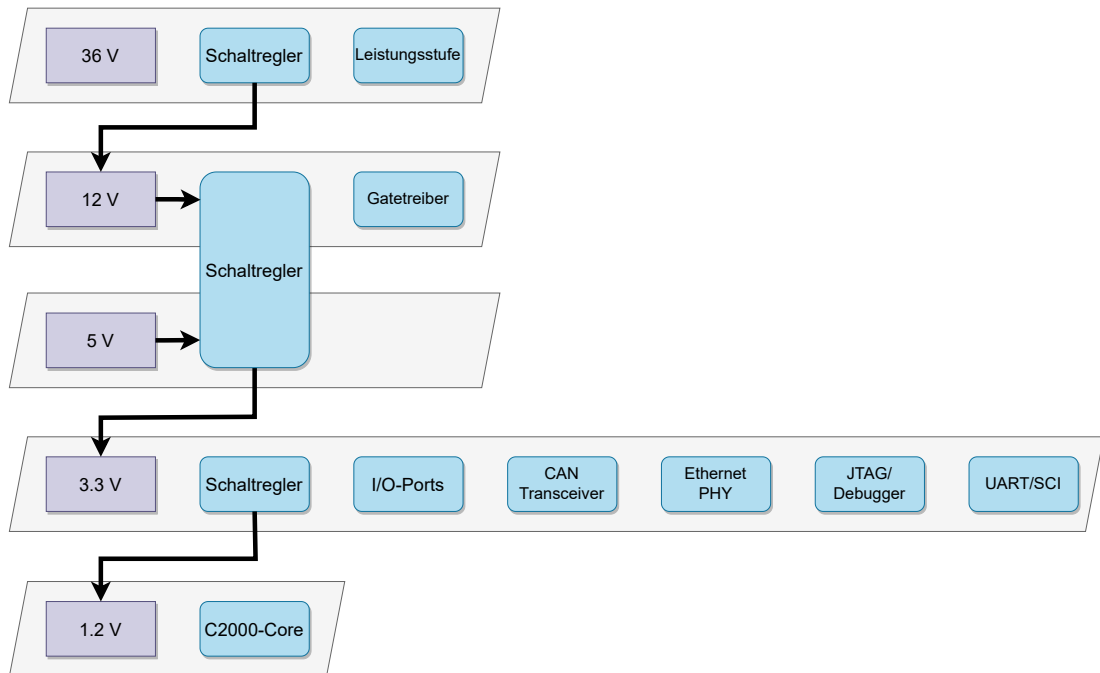 36 V
Schaltregler
Leistungsstufe
12 V
Gatetreiber
Schaltregler
5 V
3.3 V
Schaltregler
I/O-Ports
CAN
Transceiver
Ethernet
PHY
JTAG/
Debugger
UART/SCI
1.2 V
C2000-Core